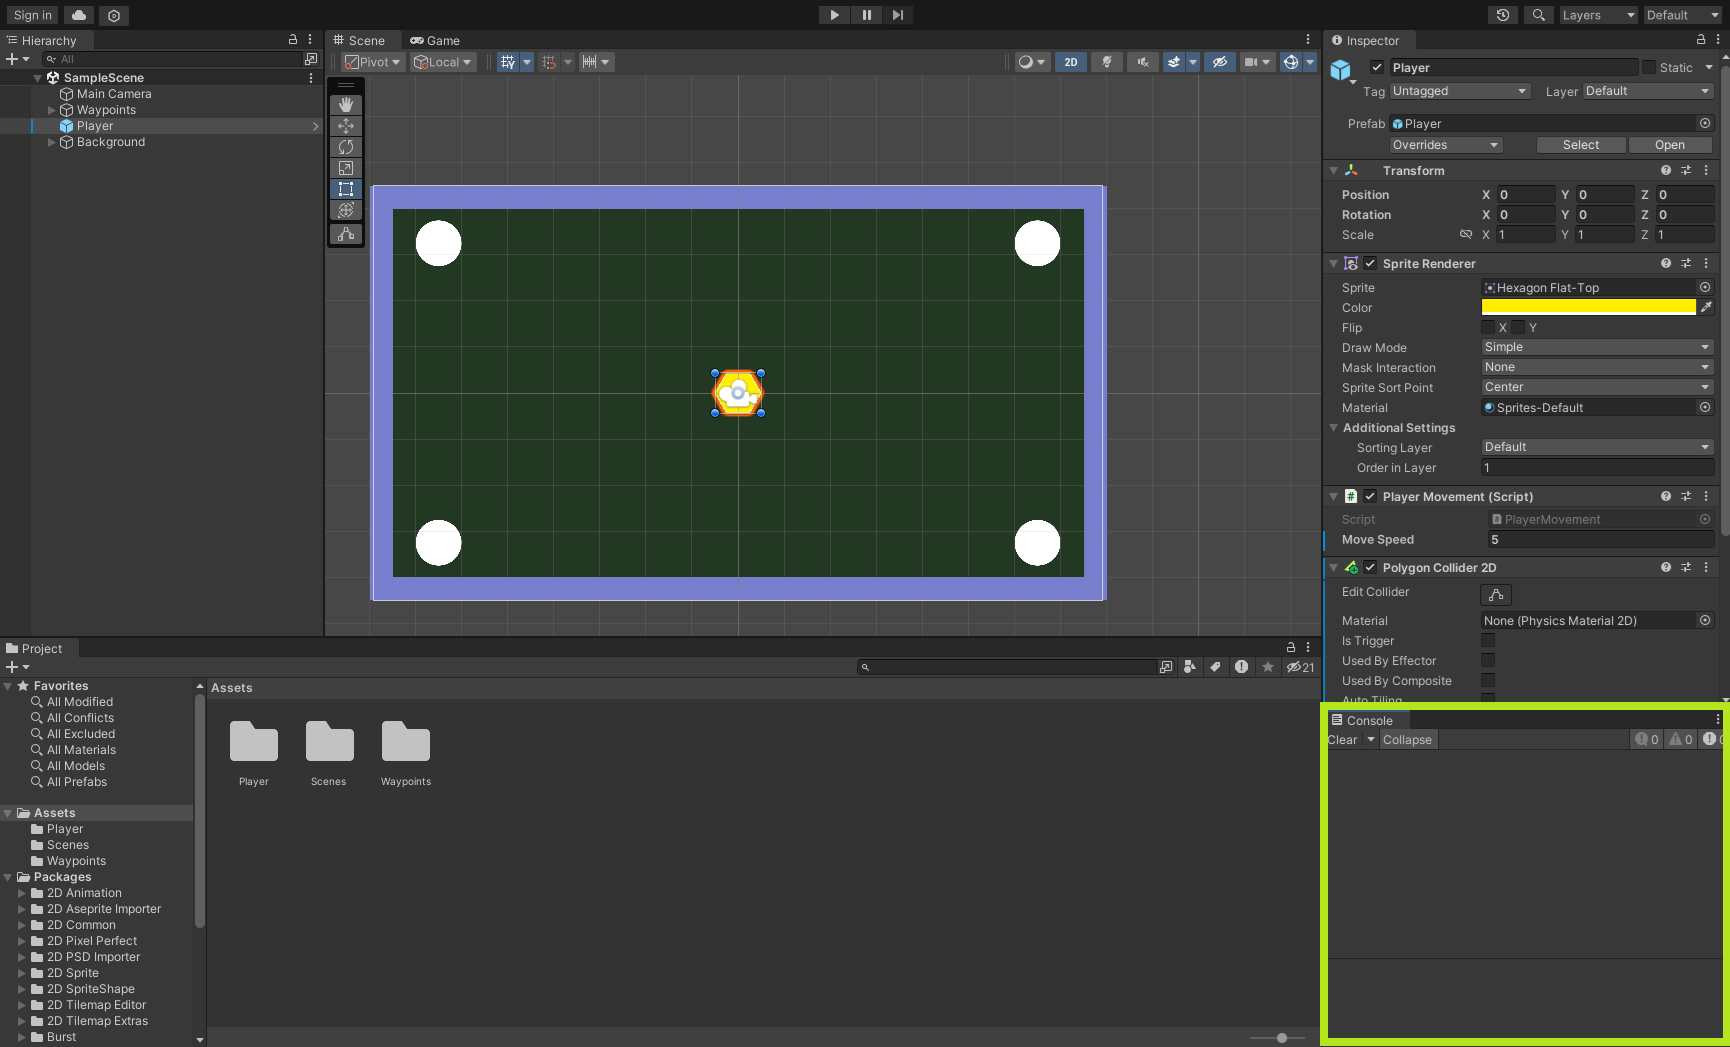 Sign in
Layers
Default
Hierarchy
All
SampleScene
Main Camera
Waypoints
Player
Background
Scene
Game
Pivot
Local
2D
Inspector
Player
Static
Tag
Untagged
Layer
Default
Prefab
Player
Overrides
Select
Open
Transform
Position X 0 Y 0 Z 0
Rotation X 0 Y 0 Z 0
Scale X 1 Y 1 Z 1
Sprite Renderer
Sprite Hexagon Flat-Top
Color
Flip X Y
Draw Mode Simple
Mask Interaction None
Sprite Sort Point Center
Material Sprites-Default
Additional Settings
Sorting Layer Default
Order in Layer 1
# Player Movement (Script)
Script PlayerMovement
Move Speed 5
Polygon Collider 2D
Edit Collider
Material None (Physics Material 2D)
Is Trigger
Used By Effector
Used By Composite
Auto Tiling
Project
21
Favorites
All Modified
All Conflicts
All Excluded
All Materials
All Models
All Prefabs
Assets
Player
Scenes
Waypoints
Packages
2D Animation
2D Aseprite Importer
2D Common
2D Pixel Perfect
2D PSD Importer
2D Sprite
2D SpriteShape
2D Tilemap Editor
2D Tilemap Extras
Burst
Assets
Player
Scenes
Waypoints
Console
Clear
Collapse
0
0
0